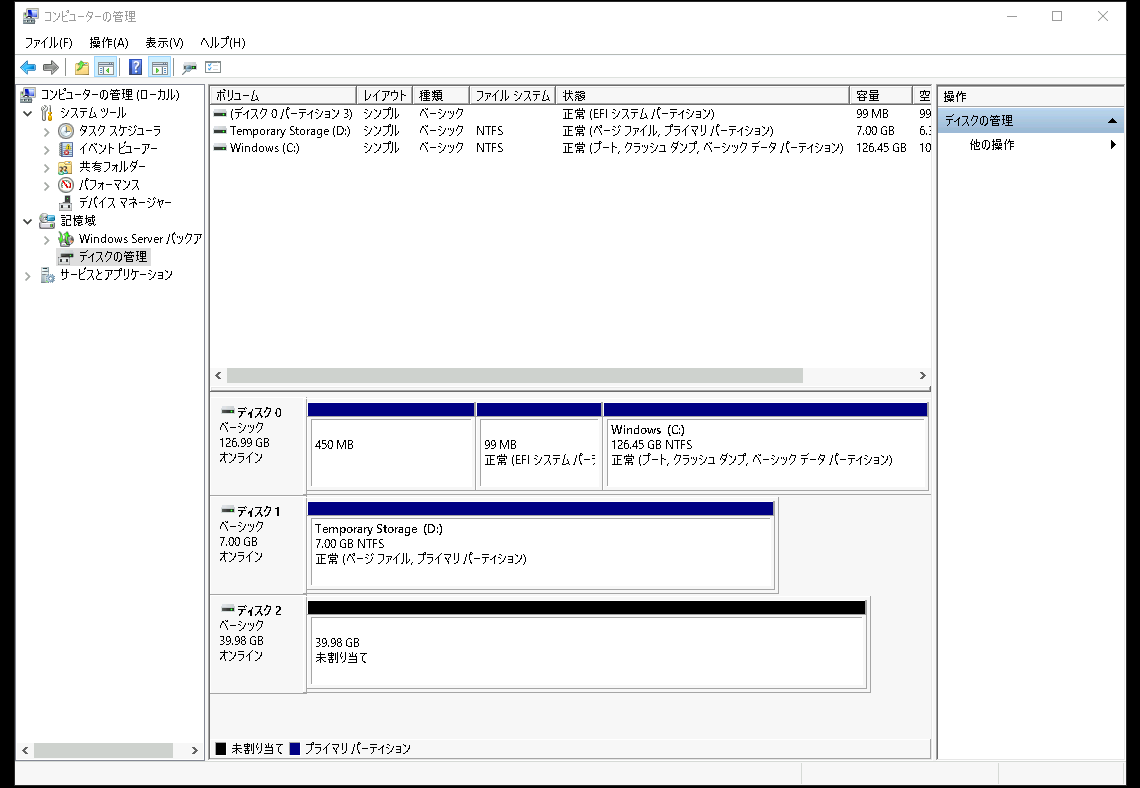 コンピューターの管理
ファイル(F) 操作(A) 表示(V) ヘルプ(H)
コンピューターの管理 (ローカル)
システム ツール
タスク スケジューラ
イベント ビューアー
共有フォルダー
パフォーマンス
デバイス マネージャー
記憶域
Windows Server バックア
ディスクの管理
サービスとアプリケーション
ボリューム レイアウト 種類 ファイル システム 状態 容量 空
(ディスク 0 パーティション 3) シンプル ベーシック 正常 (EFI システム パーティション) 99 MB 99
Temporary Storage (D:) シンプル ベーシック NTFS 正常 (ページ ファイル, プライマリ パーティション) 7.00 GB 6.3
Windows (C:) シンプル ベーシック NTFS 正常 (ブート, クラッシュ ダンプ, ベーシック データ パーティション) 126.45 GB 10
ディスク 0
ベーシック
126.99 GB
オンライン
450 MB
99 MB
正常 (EFI システム パーテ
Windows (C:)
126.45 GB NTFS
正常 (ブート, クラッシュ ダンプ, ベーシック データ パーティション)
ディスク 1
ベーシック
7.00 GB
オンライン
Temporary Storage (D:)
7.00 GB NTFS
正常 (ページ ファイル, プライマリ パーティション)
ディスク 2
ベーシック
39.98 GB
オンライン
39.98 GB
未割り当て
未割り当て プライマリ パーティション
操作
ディスクの管理
他の操作